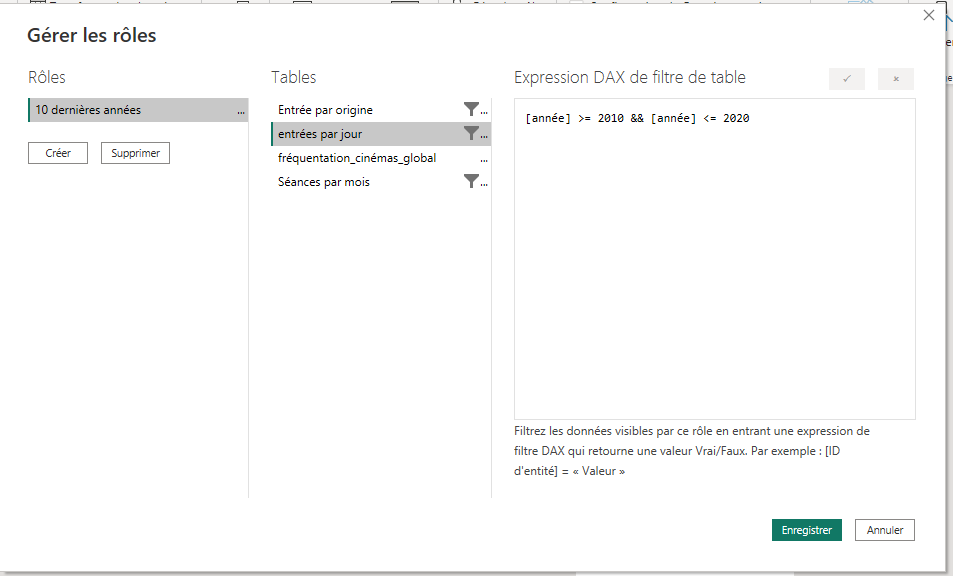 Gérer les rôles
Rôles
10 dernières années
...
Créer
Supprimer
Tables
Entrée par origine
...
entrées par jour
...
fréquentation_cinémas_global
...
Séances par mois
...
Expression DAX de filtre de table
[année] >= 2010 && [année] <= 2020
Filtrez les données visibles par ce rôle en entrant une expression de
filtre DAX qui retourne une valeur Vrai/Faux. Par exemple : [ID
d'entité] = « Valeur »
Enregistrer
Annuler